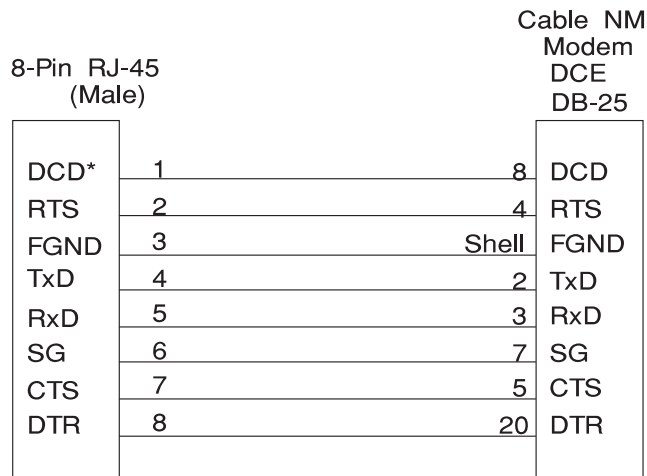 Cable NM
Modem
DCE
DB-25
8-Pin RJ-45
(Male)
DCD* 1 8 DCD
RTS 2 4 RTS
FGND 3 Shell FGND
TxD 4 2 TxD
RxD 5 3 RxD
SG 6 7 SG
CTS 7 5 CTS
DTR 8 20 DTR